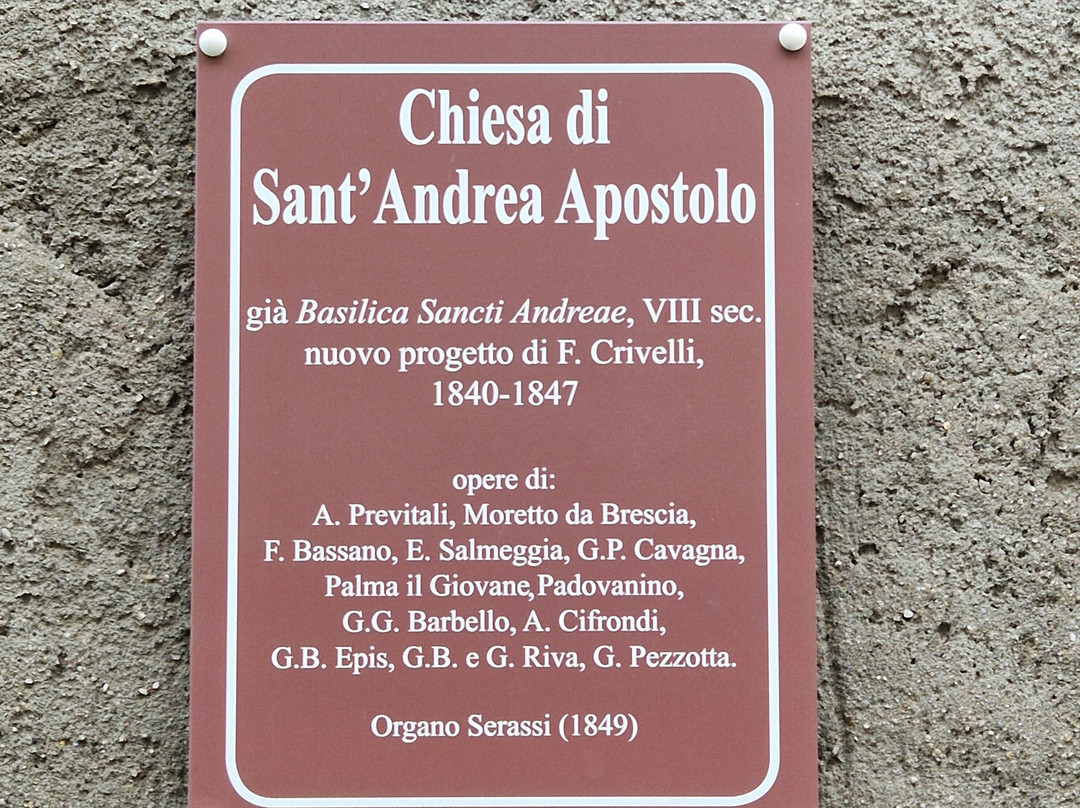 Chiesa di
Sant’Andrea Apostolo
già Basilica Sancti Andreae, VIII sec.
nuovo progetto di F. Crivelli,
1840-1847
opere di:
A. Previtali, Moretto da Brescia,
F. Bassano, E. Salmeggia, G.P. Cavagna,
Palma il Giovane,Padovanino,
G.G. Barbello, A. Cifrondi,
G.B. Epis, G.B. e G. Riva, G. Pezzotta.
Organo Serassi (1849)